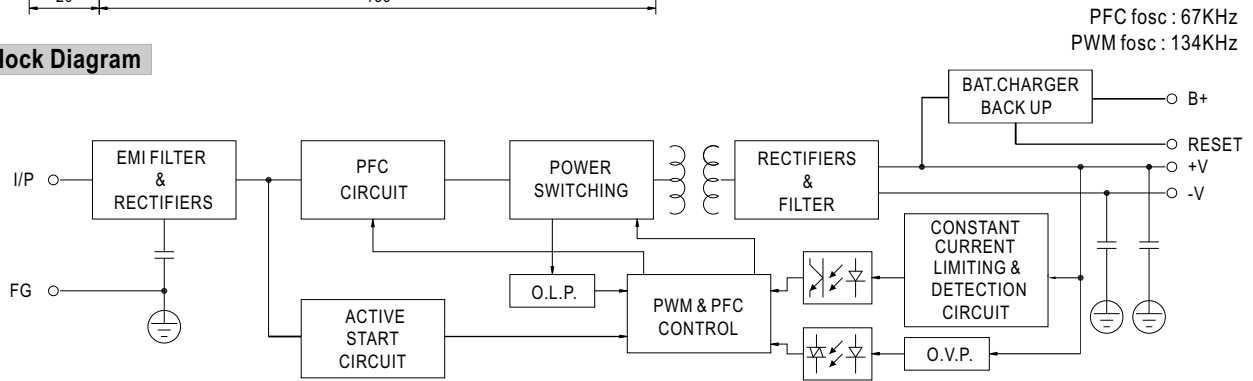 PFC fosc : 67KHz
PWM fosc : 134KHz
lock Diagram
BAT.CHARGER
BACK UP
B+
RESET
+V
-V
I/P
EMI FILTER
&
RECTIFIERS
PFC
CIRCUIT
POWER
SWITCHING
RECTIFIERS
&
FILTER
FG
ACTIVE
START
CIRCUIT
O.L.P.
PWM & PFC
CONTROL
CONSTANT
CURRENT
LIMITING &
DETECTION
CIRCUIT
O.V.P.